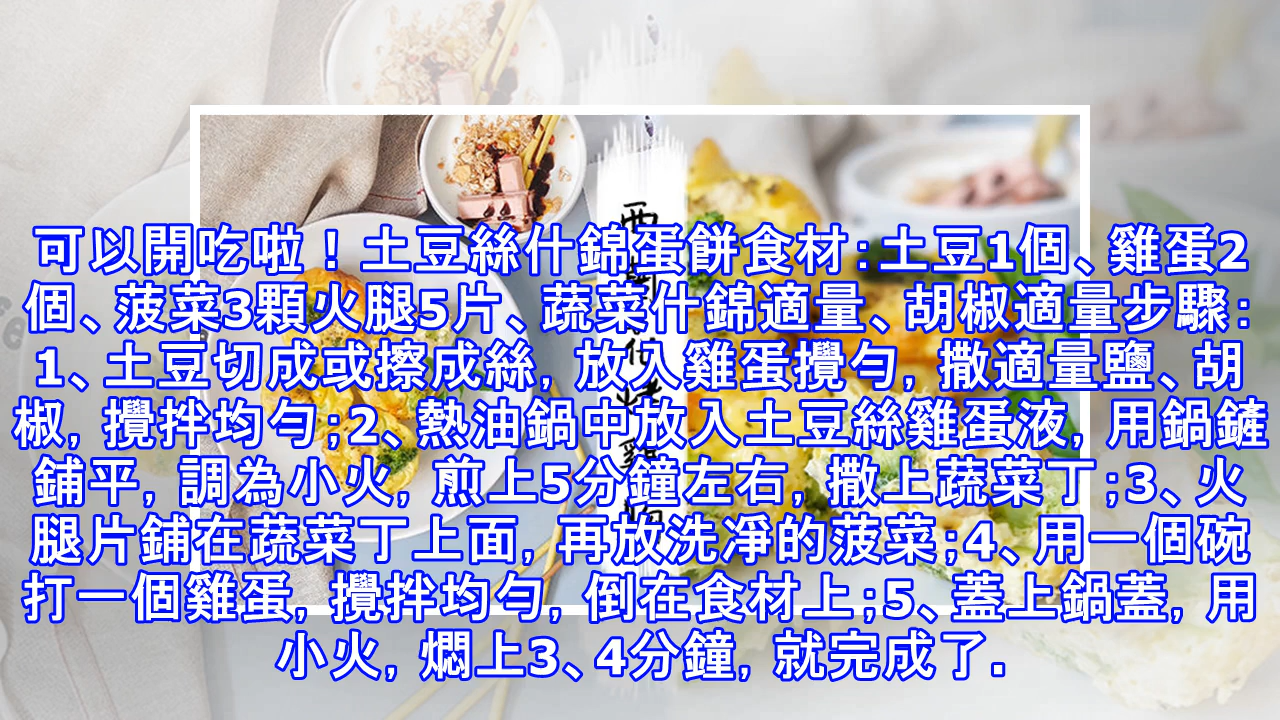 可以開吃啦！土豆絲什錦蛋餅食材：土豆1個、雞蛋2
個、菠菜3顆火腿5片、蔬菜什錦適量、胡椒適量步驟：
1、土豆切成或擦成絲, 放入雞蛋攪勻, 撒適量鹽、胡
椒, 攪拌均勻;2、熱油鍋中放入土豆絲雞蛋液, 用鍋鏟
鋪平, 調為小火, 煎上5分鐘左右, 撒上蔬菜丁;3、火
腿片鋪在蔬菜丁上面, 再放洗凈的菠菜;4、用一個碗
打一個雞蛋, 攪拌均勻, 倒在食材上;5、蓋上鍋蓋, 用
小火, 燜上3、4分鐘, 就完成了.